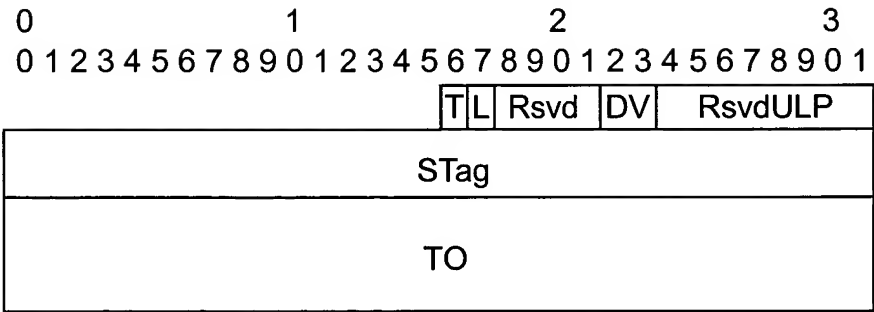 0 1 2 3
0 1 2 3 4 5 6 7 8 9 0 1 2 3 4 5 6 7 8 9 0 1 2 3 4 5 6 7 8 9 0 1
T L Rsvd DV RsvdULP
STag
TO